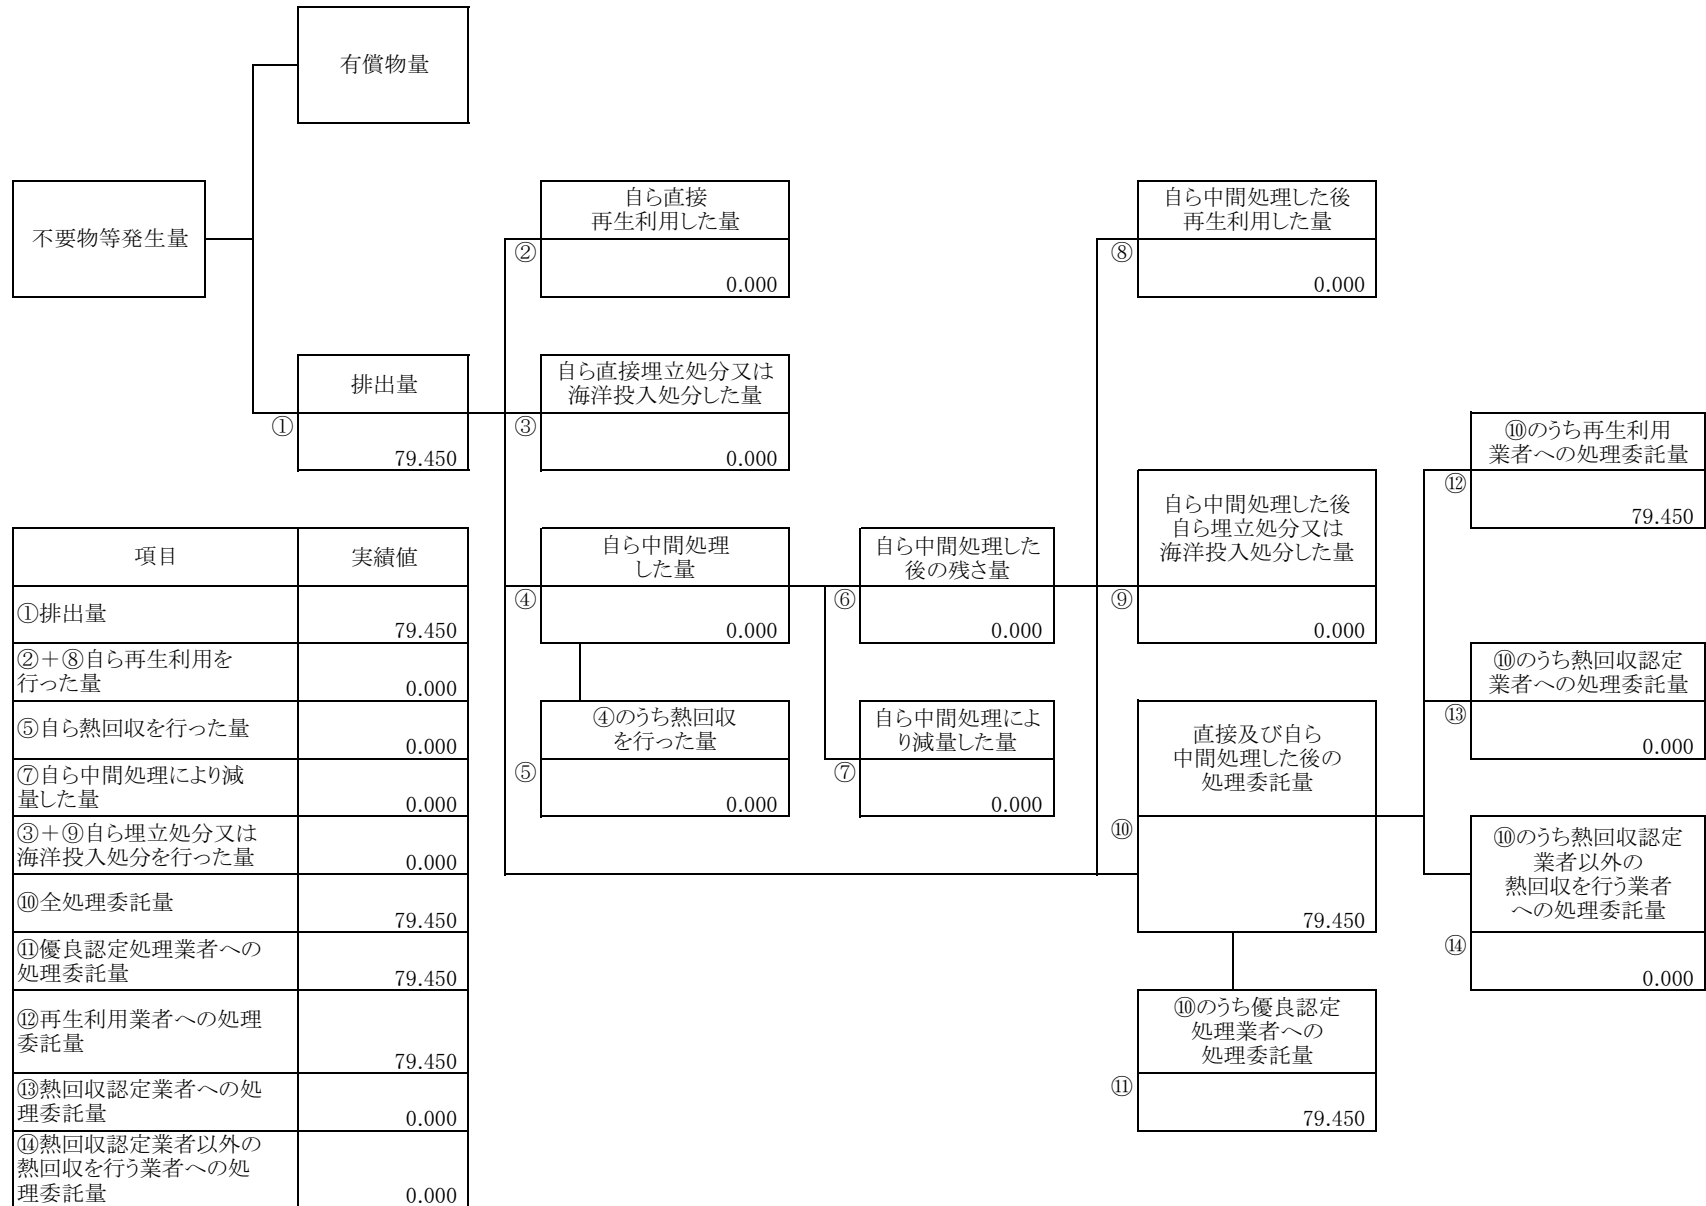 有償物量
不要物等発生量
自ら直接
再生利用した量
②
0.000
自ら中間処理した後
再生利用した量
⑧
0.000
排出量
①
79.450
自ら直接埋立処分又は
海洋投入処分した量
③
0.000
⑩のうち再生利用
業者への処理委託量
⑫
79.450
自ら中間処理
した量
④
0.000
自ら中間処理した
後の残さ量
⑥
0.000
自ら中間処理した後
自ら埋立処分又は
海洋投入処分した量
⑨
0.000
⑩のうち熱回収認定
業者への処理委託量
⑬
0.000
④のうち熱回収
を行った量
⑤
0.000
自ら中間処理によ
り減量した量
⑦
0.000
直接及び自ら
中間処理した後の
処理委託量
⑩
79.450
⑩のうち熱回収認定
業者以外の
熱回収を行う業者
への処理委託量
⑭
0.000
⑩のうち優良認定
処理業者への
処理委託量
⑪
79.450
項目 実績値
①排出量
79.450
②＋⑧自ら再生利用を
行った量
0.000
⑤自ら熱回収を行った量
0.000
⑦自ら中間処理により減
量した量
0.000
③＋⑨自ら埋立処分又は
海洋投入処分を行った量
0.000
⑩全処理委託量
79.450
⑪優良認定処理業者への
処理委託量
79.450
⑫再生利用業者への処理
委託量
79.450
⑬熱回収認定業者への処
理委託量
0.000
⑭熱回収認定業者以外の
熱回収を行う業者への処
理委託量
0.000